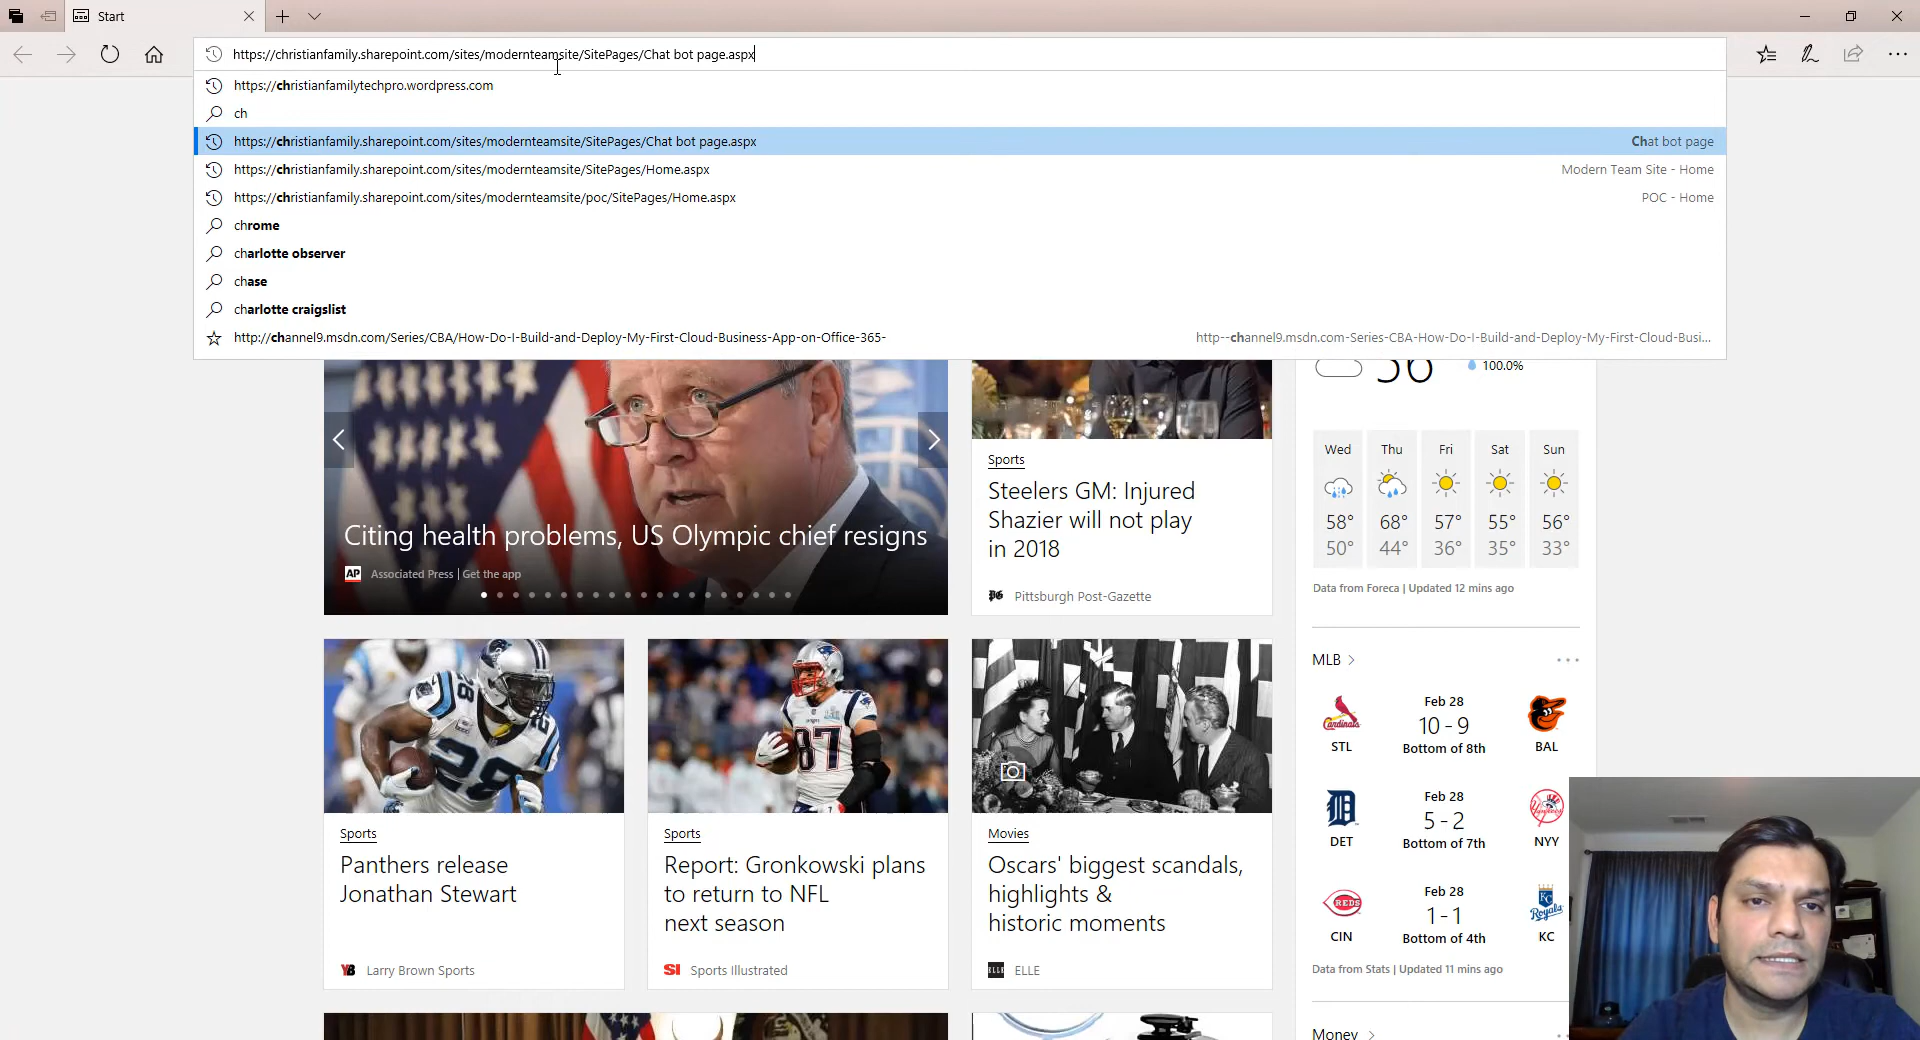 Start
https://christianfamily.sharepoint.com/sites/modernteamsite/SitePages/Chat bot page.aspx
https://christianfamilytechpro.wordpress.com
ch
https://christianfamily.sharepoint.com/sites/modernteamsite/SitePages/Chat bot page.aspx Chat bot page
https://christianfamily.sharepoint.com/sites/modernteamsite/SitePages/Home.aspx Modern Team Site - Home
https://christianfamily.sharepoint.com/sites/modernteamsite/poc/SitePages/Home.aspx POC - Home
chrome
charlotte observer
chase
charlotte craigslist
http://channel9.msdn.com/Series/CBA/How-Do-I-Build-and-Deploy-My-First-Cloud-Business-App-on-Office-365- http--channel9.msdn.com-Series-CBA-How-Do-I-Build-and-Deploy-My-First-Cloud-Busi...
Citing health problems, US Olympic chief resigns
AP Associated Press | Get the app
Sports
Steelers GM: Injured
Shazier will not play
in 2018
PG Pittsburgh Post-Gazette
56 100.0%
Wed Thu Fri Sat Sun
58° 68° 57° 55° 56°
50° 44° 36° 35° 33°
Data from Foreca | Updated 12 mins ago
28
Sports
Panthers release
Jonathan Stewart
YB Larry Brown Sports
87
Sports
Report: Gronkowski plans
to return to NFL
next season
SI Sports Illustrated
Movies
Oscars' biggest scandals,
highlights &
historic moments
ELLE ELLE
MLB
Feb 28
10 - 9
STL Bottom of 8th BAL
Feb 28
5 - 2
DET Bottom of 7th NYY
Feb 28
REDS 1 - 1 KC Royals
CIN Bottom of 4th KC
Data from Stats | Updated 11 mins ago
Money